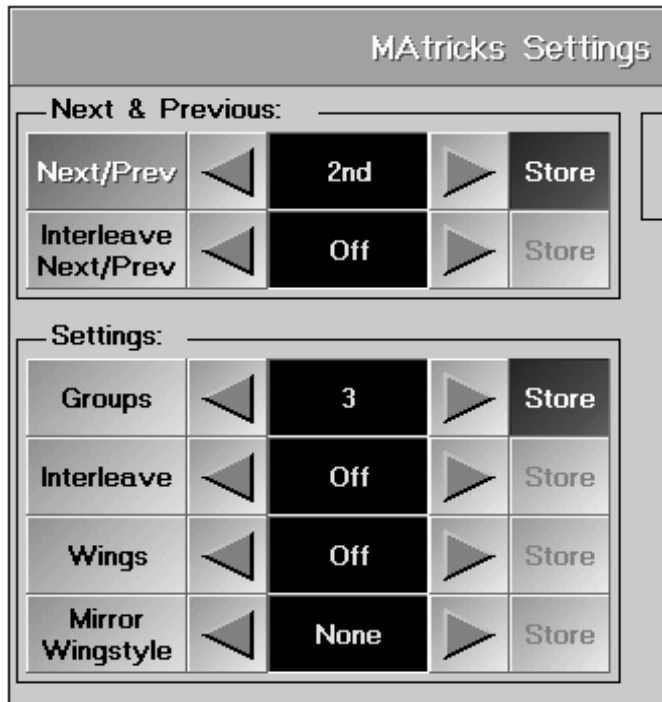 MAtricks Settings
Next & Previous:
Next/Prev 2nd Store
Interleave
Next/Prev Off Store
Settings:
Groups 3 Store
Interleave Off Store
Wings Off Store
Mirror
Wingstyle None Store